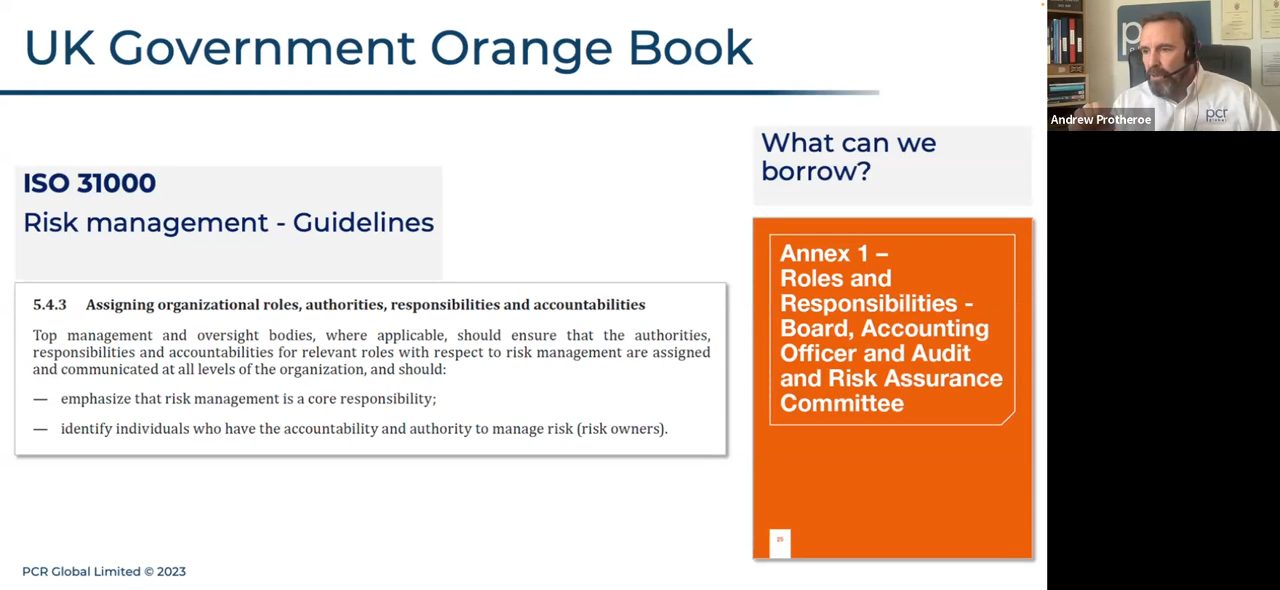 UK Government Orange Book
ISO 31000
Risk management - Guidelines
5.4.3 Assigning organizational roles, authorities, responsibilities and accountabilities
Top management and oversight bodies, where applicable, should ensure that the authorities,
responsibilities and accountabilities for relevant roles with respect to risk management are assigned
and communicated at all levels of the organization, and should:
— emphasize that risk management is a core responsibility;
— identify individuals who have the accountability and authority to manage risk (risk owners).
What can we
borrow?
Annex 1 –
Roles and
Responsibilities -
Board, Accounting
Officer and Audit
and Risk Assurance
Committee
PCR Global Limited © 2023
Andrew Protheroe
pcr